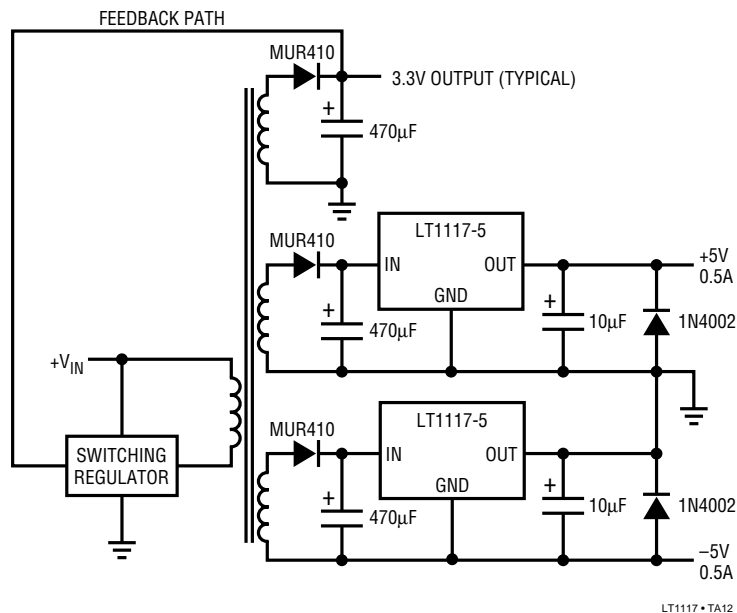 FEEDBACK PATH
MUR410
3.3V OUTPUT (TYPICAL)
+
470µF
MUR410
LT1117-5
IN
OUT
GND
+5V
0.5A
+
470µF
+
10µF
1N4002
+VIN
SWITCHING
REGULATOR
MUR410
LT1117-5
IN
OUT
GND
+
470µF
+
10µF
1N4002
–5V
0.5A
LT1117 • TA12